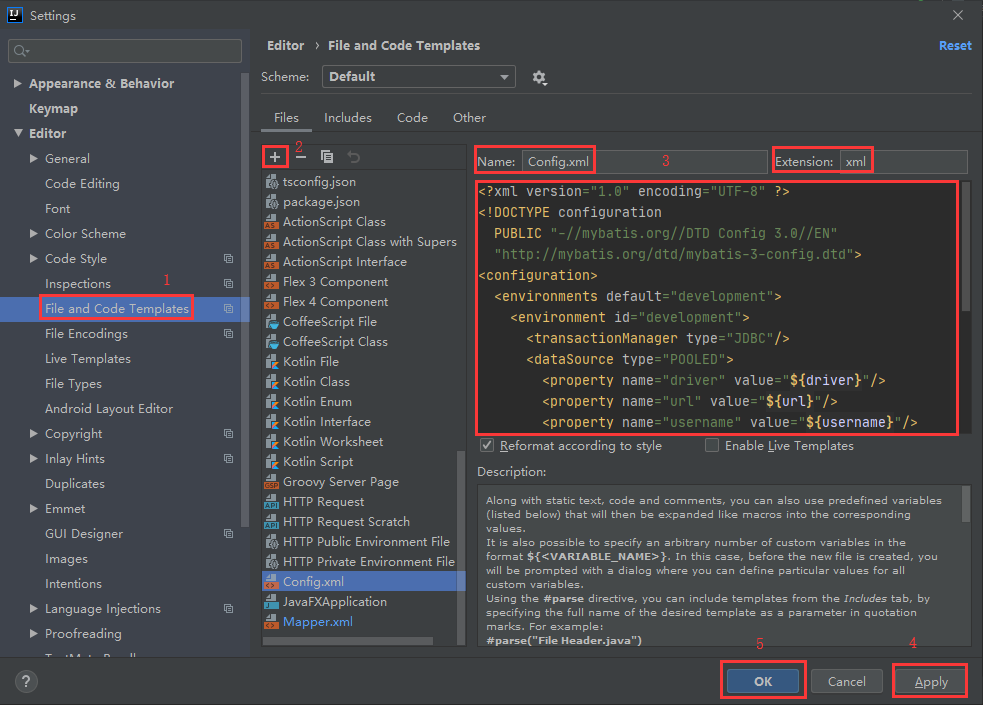 Settings
Editor › File and Code Templates
Reset
Scheme:
Default
Files Includes Code Other
Appearance & Behavior
Keymap
Editor
General
Code Editing
Font
Color Scheme
Code Style
Inspections
1
File and Code Templates
File Encodings
Live Templates
File Types
Android Layout Editor
Copyright
Inlay Hints
Duplicates
Emmet
GUI Designer
Images
Intentions
Language Injections
Proofreading
2
tsconfig.json
package.json
ActionScript Class
ActionScript Class with Supers
ActionScript Interface
Flex 3 Component
Flex 4 Component
CoffeeScript File
CoffeeScript Class
Kotlin File
Kotlin Class
Kotlin Enum
Kotlin Interface
Kotlin Worksheet
Kotlin Script
Groovy Server Page
HTTP Request
HTTP Request Scratch
HTTP Public Environment File
HTTP Private Environment File
Config.xml
JavaFXApplication
Mapper.xml
Name: Config.xml 3 Extension: xml
<?xml version="1.0" encoding="UTF-8" ?>
<!DOCTYPE configuration
PUBLIC "-//mybatis.org//DTD Config 3.0//EN"
"http://mybatis.org/dtd/mybatis-3-config.dtd">
<configuration>
<environments default="development">
<environment id="development">
<transactionManager type="JDBC"/>
<dataSource type="POOLED">
<property name="driver" value="${driver}"/>
<property name="url" value="${url}"/>
<property name="username" value="${username}"/>
Reformat according to style Enable Live Templates
Description:
Along with static text, code and comments, you can also use predefined variables
(listed below) that will then be expanded like macros into the corresponding
values.
It is also possible to specify an arbitrary number of custom variables in the
format ${<VARIABLE_NAME>}. In this case, before the new file is created, you
will be prompted with a dialog where you can define particular values for all
custom variables.
Using the #parse directive, you can include templates from the Includes tab, by
specifying the full name of the desired template as a parameter in quotation
marks. For example:
#parse("File Header.java")
5 4
?
OK Cancel Apply